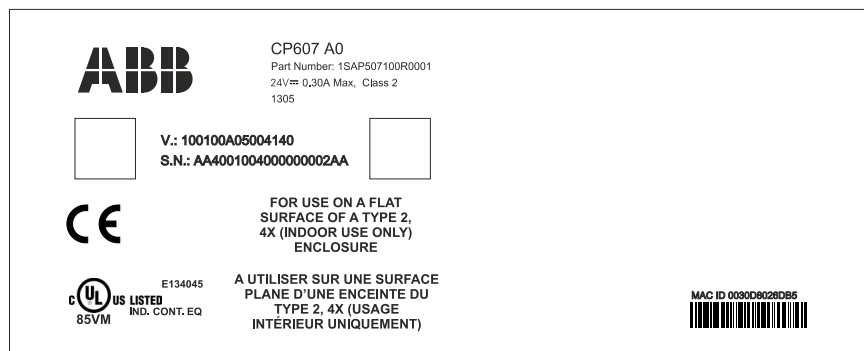 ABB
CP607 A0
Part Number: 1SAP507100R0001
24V⎓ 0.30A Max, Class 2
1305
V.: 100100A05004140
S.N.: AA4001004000000002AA
CE
FOR USE ON A FLAT
SURFACE OF A TYPE 2,
4X (INDOOR USE ONLY)
ENCLOSURE
E134045
C UL US LISTED
IND. CONT. EQ
85VM
A UTILISER SUR UNE SURFACE
PLANE D'UNE ENCEINTE DU
TYPE 2, 4X (USAGE
INTÉRIEUR UNIQUEMENT)
MAC ID 0030D8026DB5